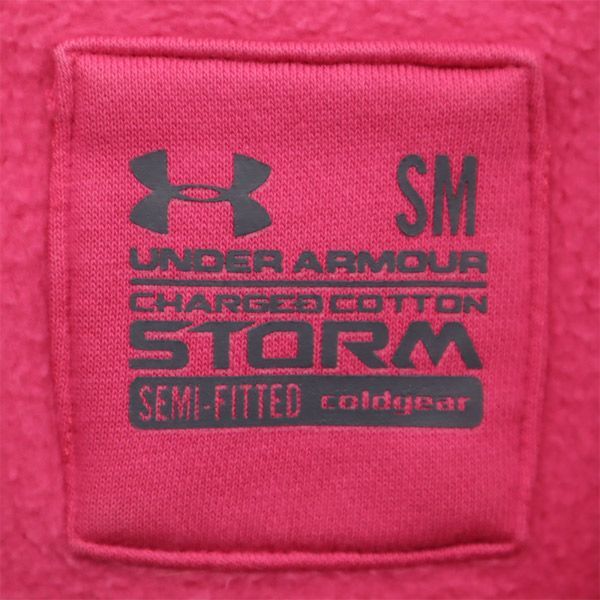 SM
UNDER ARMOUR
CHARGED COTTON
STORM
SEMI-FITTED coldgear